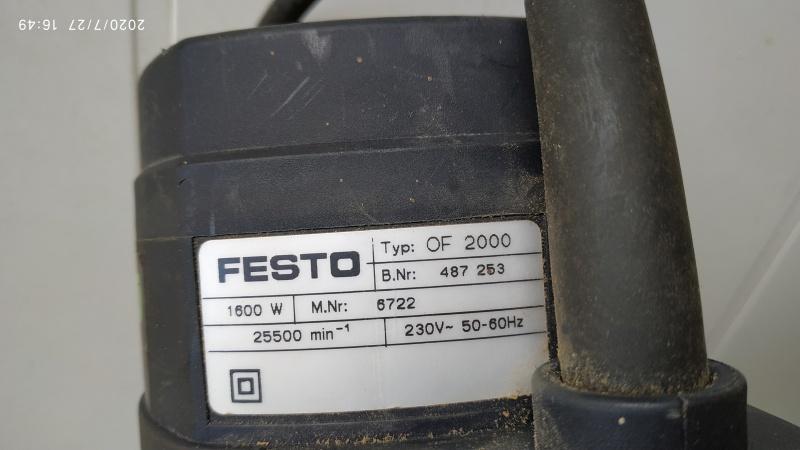 2020/7/27 16:49
FESTO
Typ: OF 2000
B.Nr: 487 253
1600 W
M.Nr: 6722
25500 min⁻¹
230V~ 50-60Hz